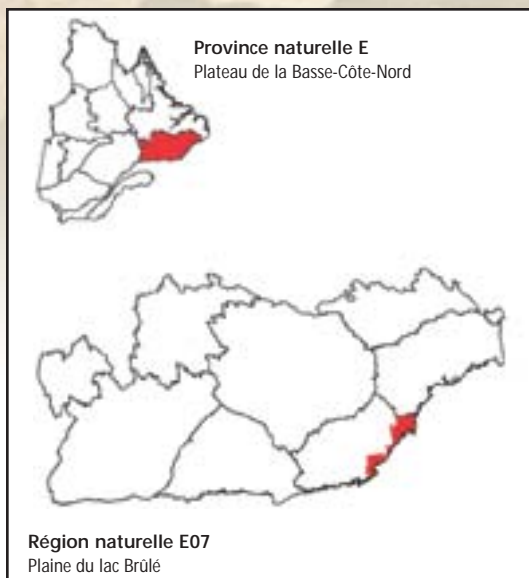 Province naturelle E
Plateau de la Basse-Côte-Nord
Région naturelle E07
Plaine du lac Brûlé